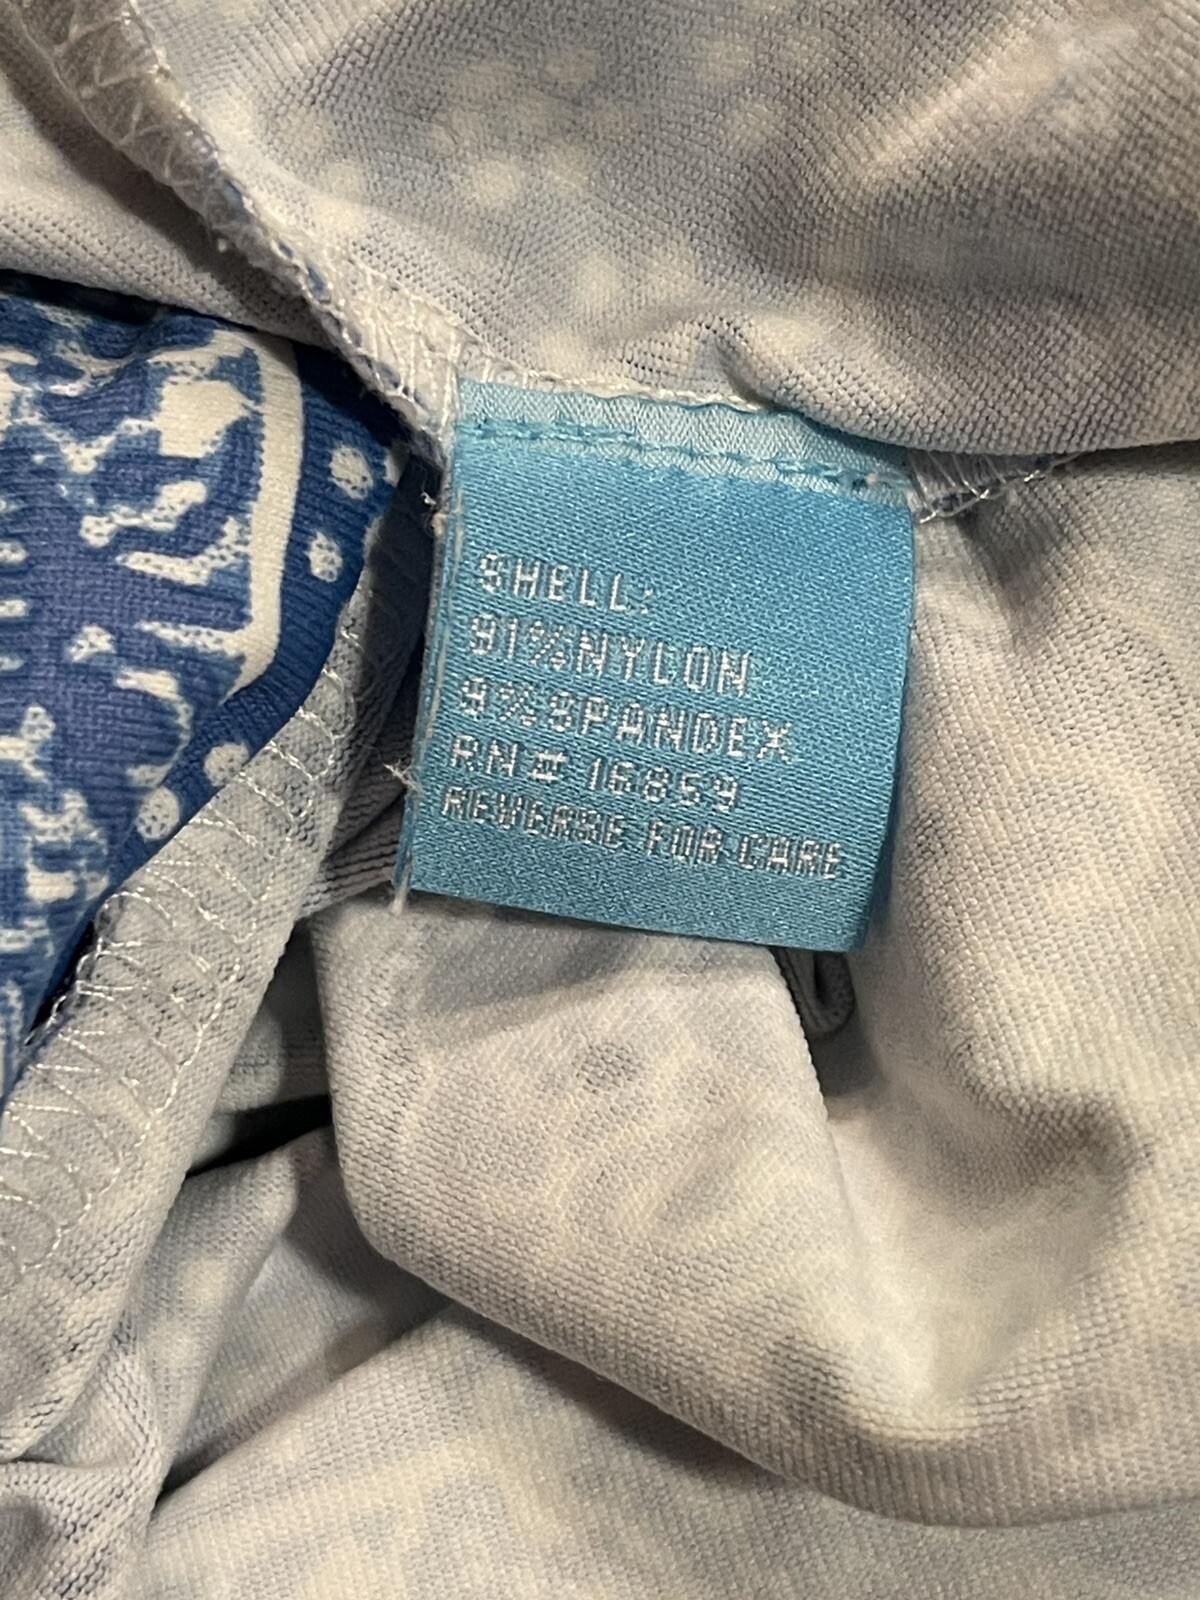 SHELL:
91%NYLON
9%SPANDEX
RN# 16859
REVERSE FOR CARE